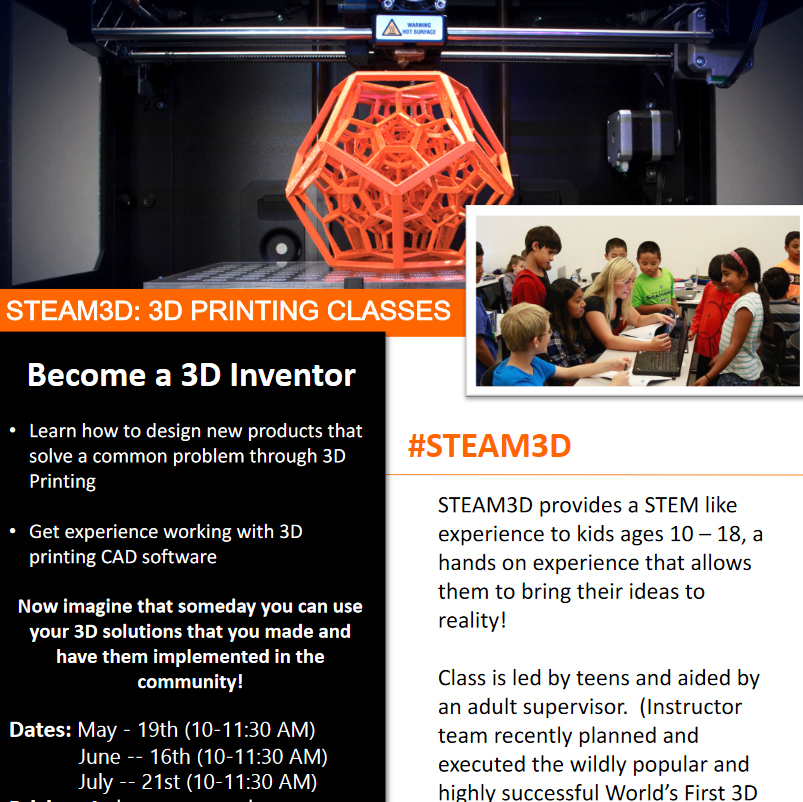 WARNING
HOT SURFACE
STEAM3D: 3D PRINTING CLASSES
Become a 3D Inventor
• Learn how to design new products that
solve a common problem through 3D
Printing
• Get experience working with 3D
printing CAD software
Now imagine that someday you can use
your 3D solutions that you made and
have them implemented in the
community!
Dates: May - 19th (10-11:30 AM)
June -- 16th (10-11:30 AM)
July -- 21st (10-11:30 AM)
#STEAM3D
STEAM3D provides a STEM like
experience to kids ages 10 – 18, a
hands on experience that allows
them to bring their ideas to
reality!
Class is led by teens and aided by
an adult supervisor. (Instructor
team recently planned and
executed the wildly popular and
highly successful World's First 3D